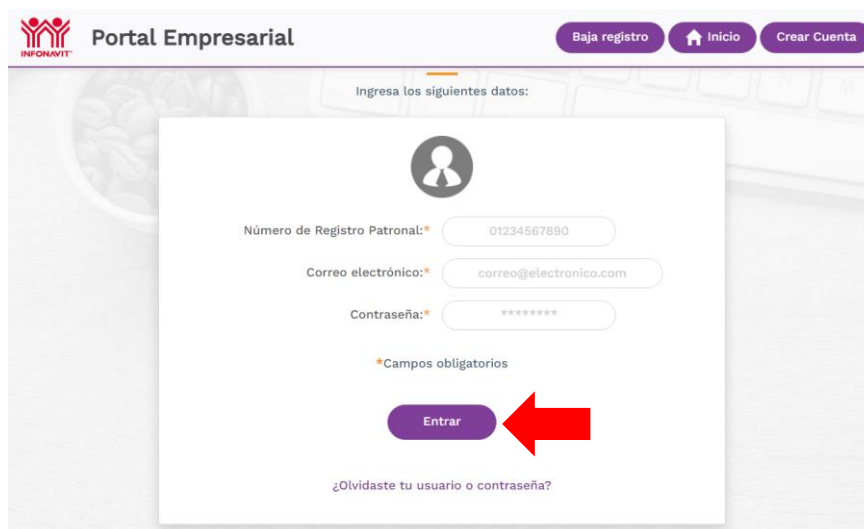 INFONAVIT
Portal Empresarial
Baja registro
Inicio
Crear Cuenta
Ingresa los siguientes datos:
Número de Registro Patronal:* 01234567890
Correo electrónico:* correo@electronico.com
Contraseña:* ********
*Campos obligatorios
Entrar
¿Olvidaste tu usuario o contraseña?